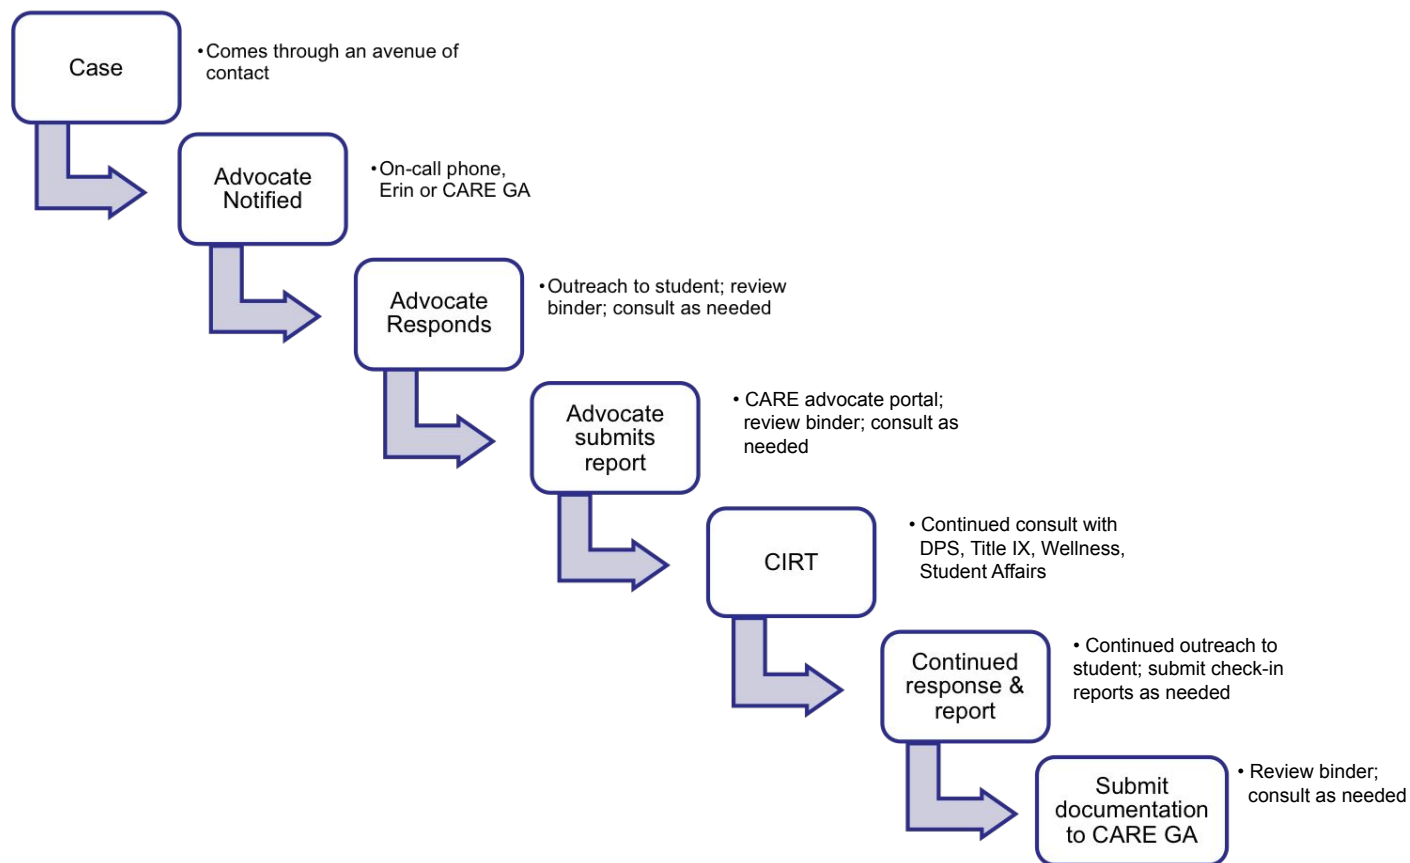 Case
•Comes through an avenue of
contact
Advocate
Notified
•On-call phone,
Erin or CARE GA
Advocate
Responds
•Outreach to student; review
binder; consult as needed
Advocate
submits
report
• CARE advocate portal;
review binder; consult as
needed
CIRT
• Continued consult with
DPS, Title IX, Wellness,
Student Affairs
Continued
response &
report
• Continued outreach to
student; submit check-in
reports as needed
Submit
documentation
to CARE GA
• Review binder;
consult as needed